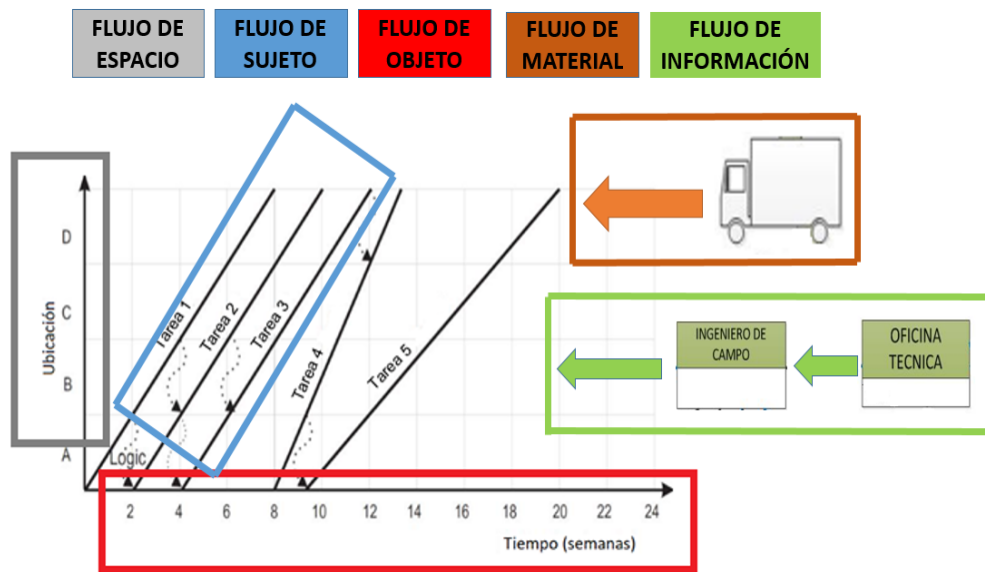 FLUJO DE
ESPACIO
FLUJO DE
SUJETO
FLUJO DE
OBJETO
FLUJO DE
MATERIAL
FLUJO DE
INFORMACIÓN
Ubicación
D
C
B
A
Tarea 1
Tarea 2
Tarea 3
Tarea 4
Tarea 5
Logic
INGENIERO DE
CAMPO
OFICINA
TECNICA
2 4 6 8 10 12 14 16 18 20 22 24
Tiempo (semanas)